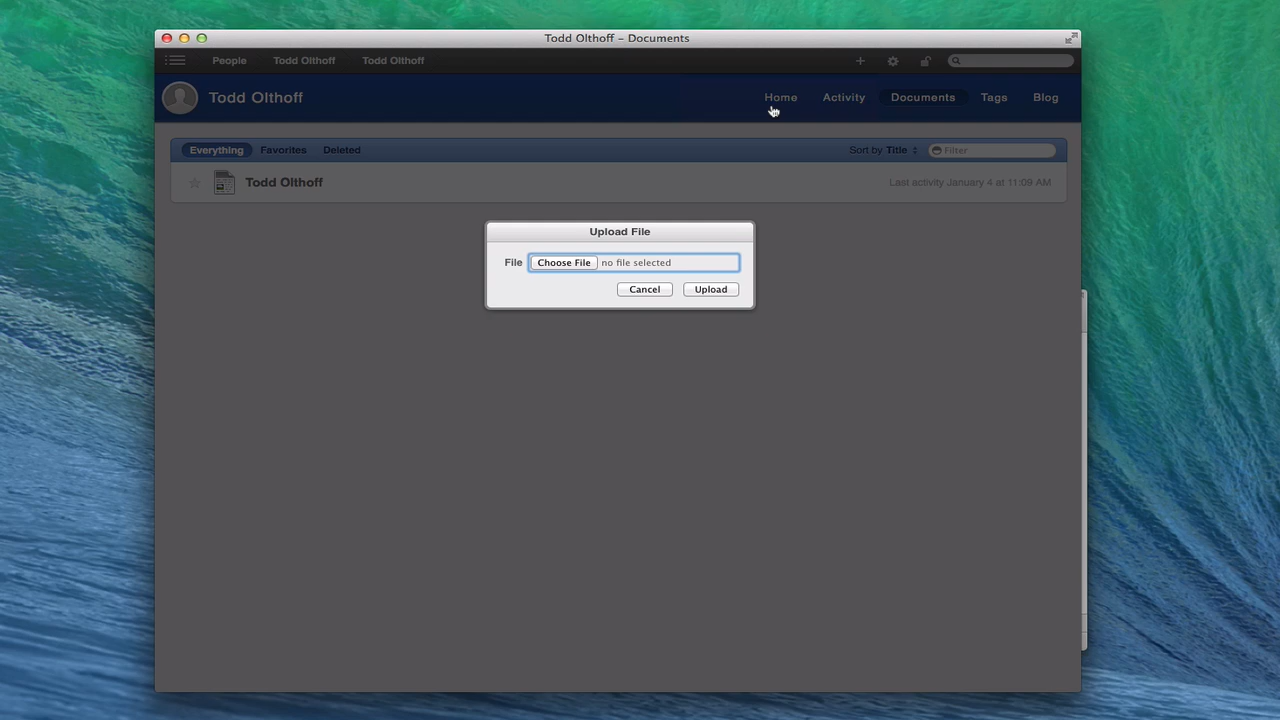 Todd Olthoff – Documents
People Todd Olthoff Todd Olthoff
Todd Olthoff Home Activity Documents Tags Blog
Everything Favorites Deleted Sort by Title Filter
Todd Olthoff Last activity January 4 at 11:09 AM
Upload File
File Choose File no file selected
Cancel Upload